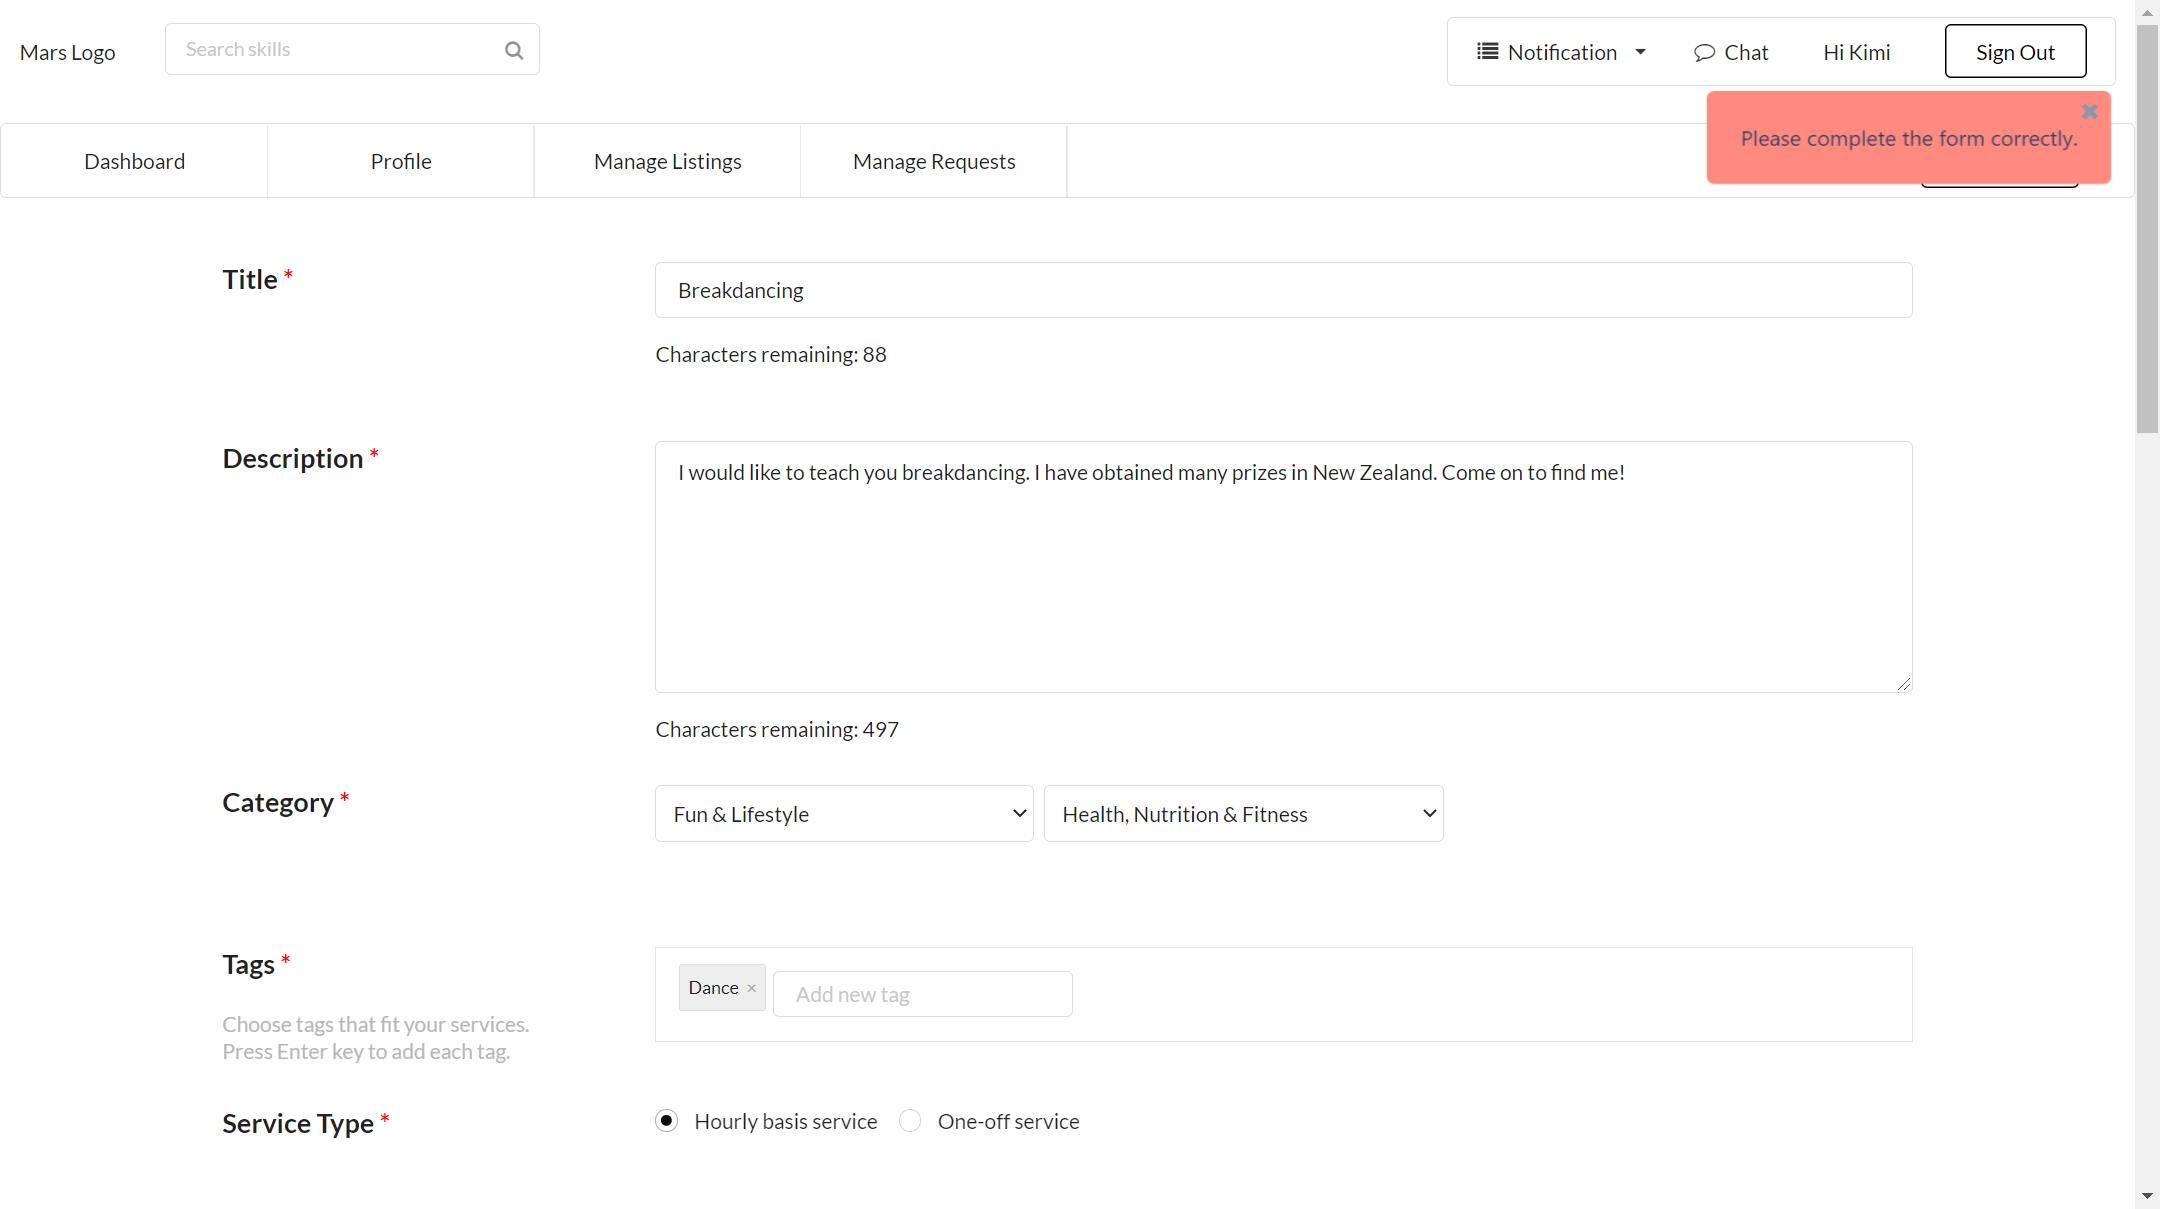 Mars Logo
Search skills
Notification
Chat
Hi Kimi
Sign Out
Please complete the form correctly.
Dashboard
Profile
Manage Listings
Manage Requests
Title *
Breakdancing
Characters remaining: 88
Description *
I would like to teach you breakdancing. I have obtained many prizes in New Zealand. Come on to find me!
Characters remaining: 497
Category *
Fun & Lifestyle
Health, Nutrition & Fitness
Tags *
Dance ×
Add new tag
Choose tags that fit your services.
Press Enter key to add each tag.
Service Type *
Hourly basis service
One-off service